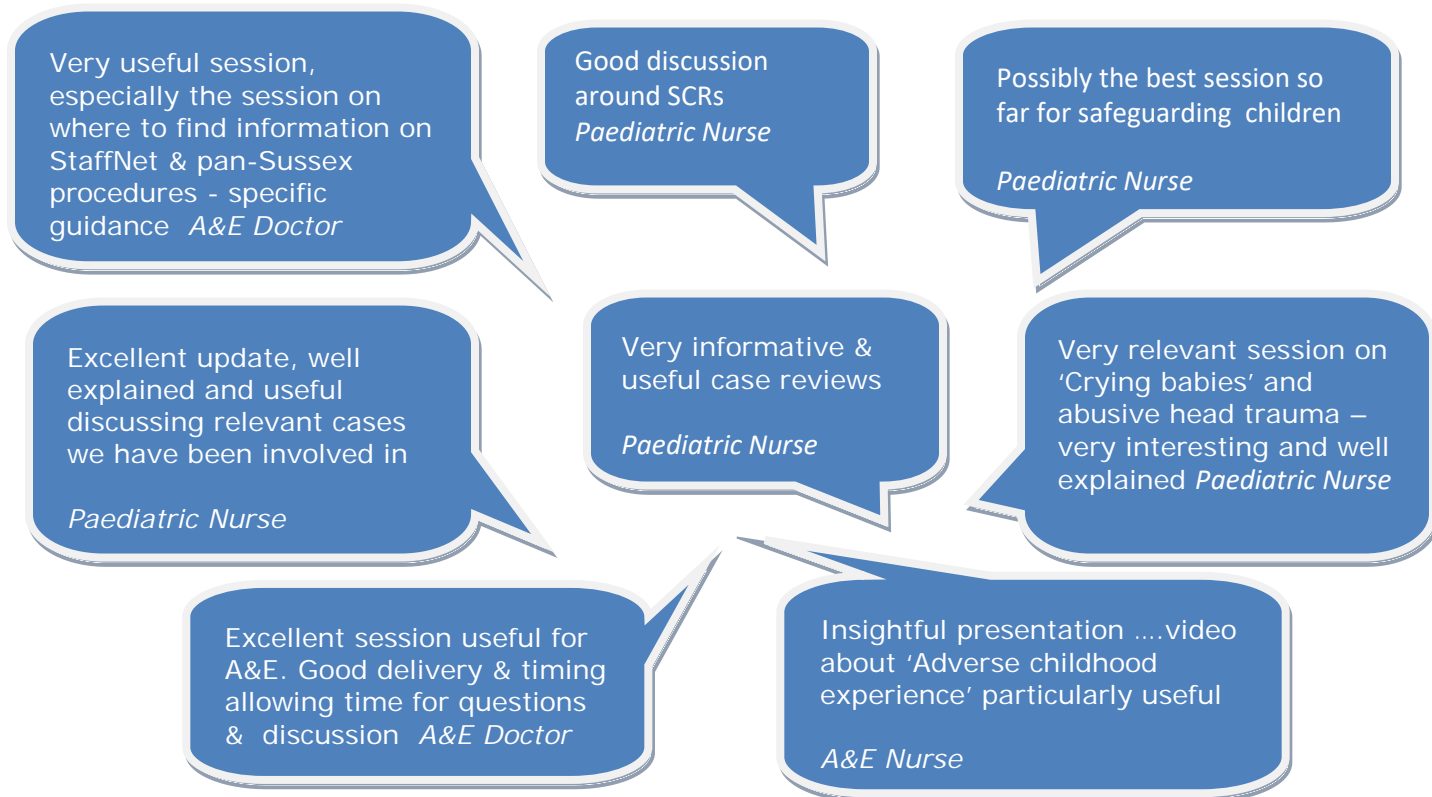 Very useful session,
especially the session on
where to find information on
StaffNet & pan-Sussex
procedures - specific
guidance A&E Doctor
Good discussion
around SCRs
Paediatric Nurse
Possibly the best session so
far for safeguarding children
Paediatric Nurse
Excellent update, well
explained and useful
discussing relevant cases
we have been involved in
Paediatric Nurse
Very informative &
useful case reviews
Paediatric Nurse
Very relevant session on
‘Crying babies’ and
abusive head trauma –
very interesting and well
explained Paediatric Nurse
Excellent session useful for
A&E. Good delivery & timing
allowing time for questions
& discussion A&E Doctor
Insightful presentation ....video
about ‘Adverse childhood
experience’ particularly useful
A&E Nurse